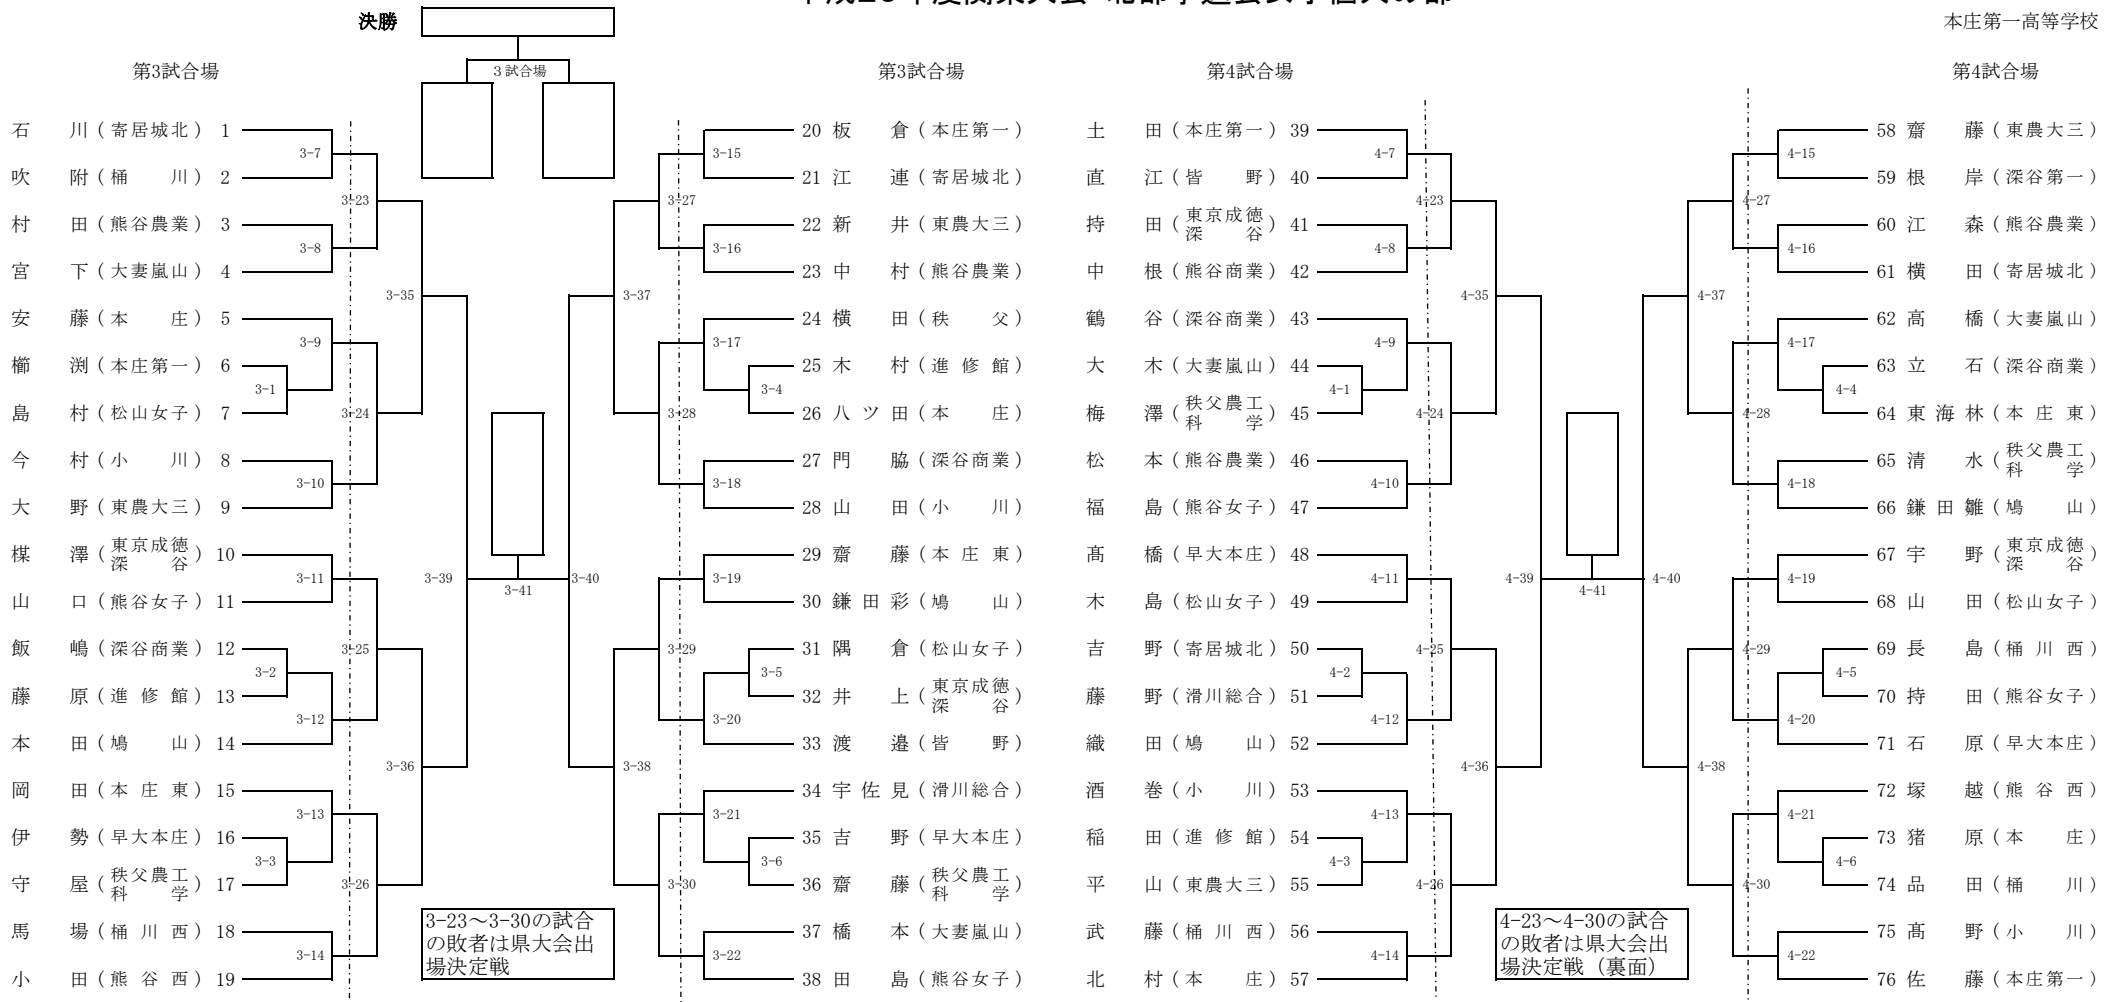 決勝
本庄第一高等学校
3試合場
第3試合場
第3試合場
第4試合場
第4試合場
石川(寄居城北) 1
吹附(桶川) 2
村田(熊谷農業) 3
宮下(大妻嵐山) 4
安藤(本庄) 5
櫛渕(本庄第一) 6
島村(松山女子) 7
今村(小川) 8
大野(東農大三) 9
楳澤(東京成徳深谷) 10
山口(熊谷女子) 11
飯嶋(深谷商業) 12
藤原(進修館) 13
本田(鳩山) 14
岡田(本庄東) 15
伊勢(早大本庄) 16
守屋(秩父農工科学) 17
馬場(桶川西) 18
小田(熊谷西) 19
3-7
3-8
3-9
3-1
3-10
3-11
3-2
3-12
3-13
3-3
3-14
3-23
3-24
3-25
3-26
3-35
3-36
3-39
3-41
3-40
3-37
3-38
3-27
3-28
3-29
3-30
3-15
3-16
3-17
3-4
3-18
3-19
3-5
3-20
3-21
3-6
3-22
3-23～3-30の試合
の敗者は県大会出
場決定戦
20 板倉(本庄第一)
21 江連(寄居城北)
22 新井(東農大三)
23 中村(熊谷農業)
24 横田(秩父)
25 木村(進修館)
26 八ツ田(本庄)
27 門脇(深谷商業)
28 山田(小川)
29 齋藤(本庄東)
30 鎌田彩(鳩山)
31 隅倉(松山女子)
32 井上(東京成徳深谷)
33 渡邉(皆野)
34 宇佐見(滑川総合)
35 吉野(早大本庄)
36 齋藤(秩父農工科学)
37 橋本(大妻嵐山)
38 田島(熊谷女子)
土田(本庄第一) 39
直江(皆野) 40
持田(東京成徳深谷) 41
中根(熊谷商業) 42
鶴谷(深谷商業) 43
大木(大妻嵐山) 44
梅澤(秩父農工科学) 45
松本(熊谷農業) 46
福島(熊谷女子) 47
髙橋(早大本庄) 48
木島(松山女子) 49
吉野(寄居城北) 50
藤野(滑川総合) 51
織田(鳩山) 52
酒巻(小川) 53
稲田(進修館) 54
平山(東農大三) 55
武藤(桶川西) 56
北村(本庄) 57
4-7
4-8
4-9
4-1
4-10
4-11
4-2
4-12
4-13
4-3
4-14
4-23
4-24
4-25
4-26
4-35
4-36
4-39
4-41
4-40
4-37
4-38
4-27
4-28
4-29
4-30
4-15
4-16
4-17
4-4
4-18
4-19
4-5
4-20
4-21
4-6
4-22
4-23～4-30の試合
の敗者は県大会出
場決定戦（裏面）
58 齋藤(東農大三)
59 根岸(深谷第一)
60 江森(熊谷農業)
61 横田(寄居城北)
62 高橋(大妻嵐山)
63 立石(深谷商業)
64 東海林(本庄東)
65 清水(秩父農工科学)
66 鎌田雛(鳩山)
67 宇野(東京成徳深谷)
68 山田(松山女子)
69 長島(桶川西)
70 持田(熊谷女子)
71 石原(早大本庄)
72 塚越(熊谷西)
73 猪原(本庄)
74 品田(桶川)
75 髙野(小川)
76 佐藤(本庄第一)